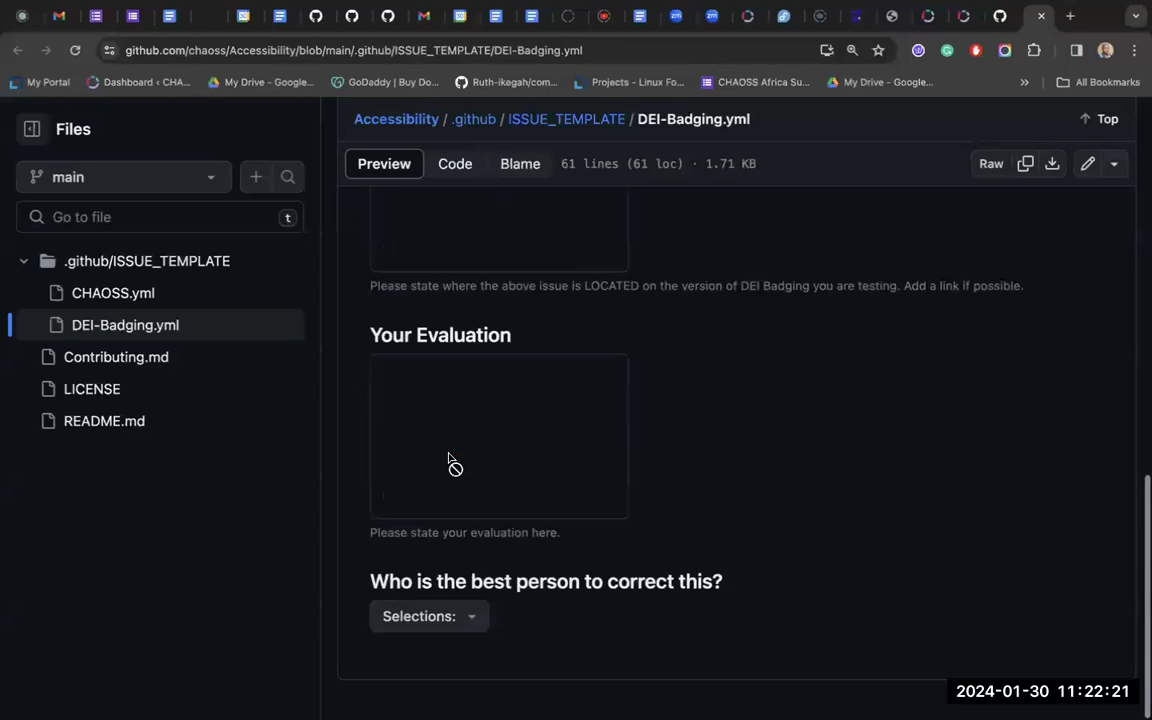 github.com/chaoss/Accessibility/blob/main/.github/ISSUE_TEMPLATE/DEI-Badging.yml
My Portal
Dashboard ‹ CHA...
My Drive – Google...
GoDaddy | Buy Do...
Ruth-ikegah/com...
Projects - Linux Fo...
CHAOSS Africa Su...
My Drive – Google...
»
All Bookmarks
Files
main
Go to file
t
.github/ISSUE_TEMPLATE
CHAOSS.yml
DEI-Badging.yml
Contributing.md
LICENSE
README.md
Accessibility / .github / ISSUE_TEMPLATE / DEI-Badging.yml
Top
Preview
Code
Blame
61 lines (61 loc) · 1.71 KB
Raw
Please state where the above issue is LOCATED on the version of DEI Badging you are testing. Add a link if possible.
Your Evaluation
Please state your evaluation here.
Who is the best person to correct this?
Selections:
2024-01-30 11:22:21